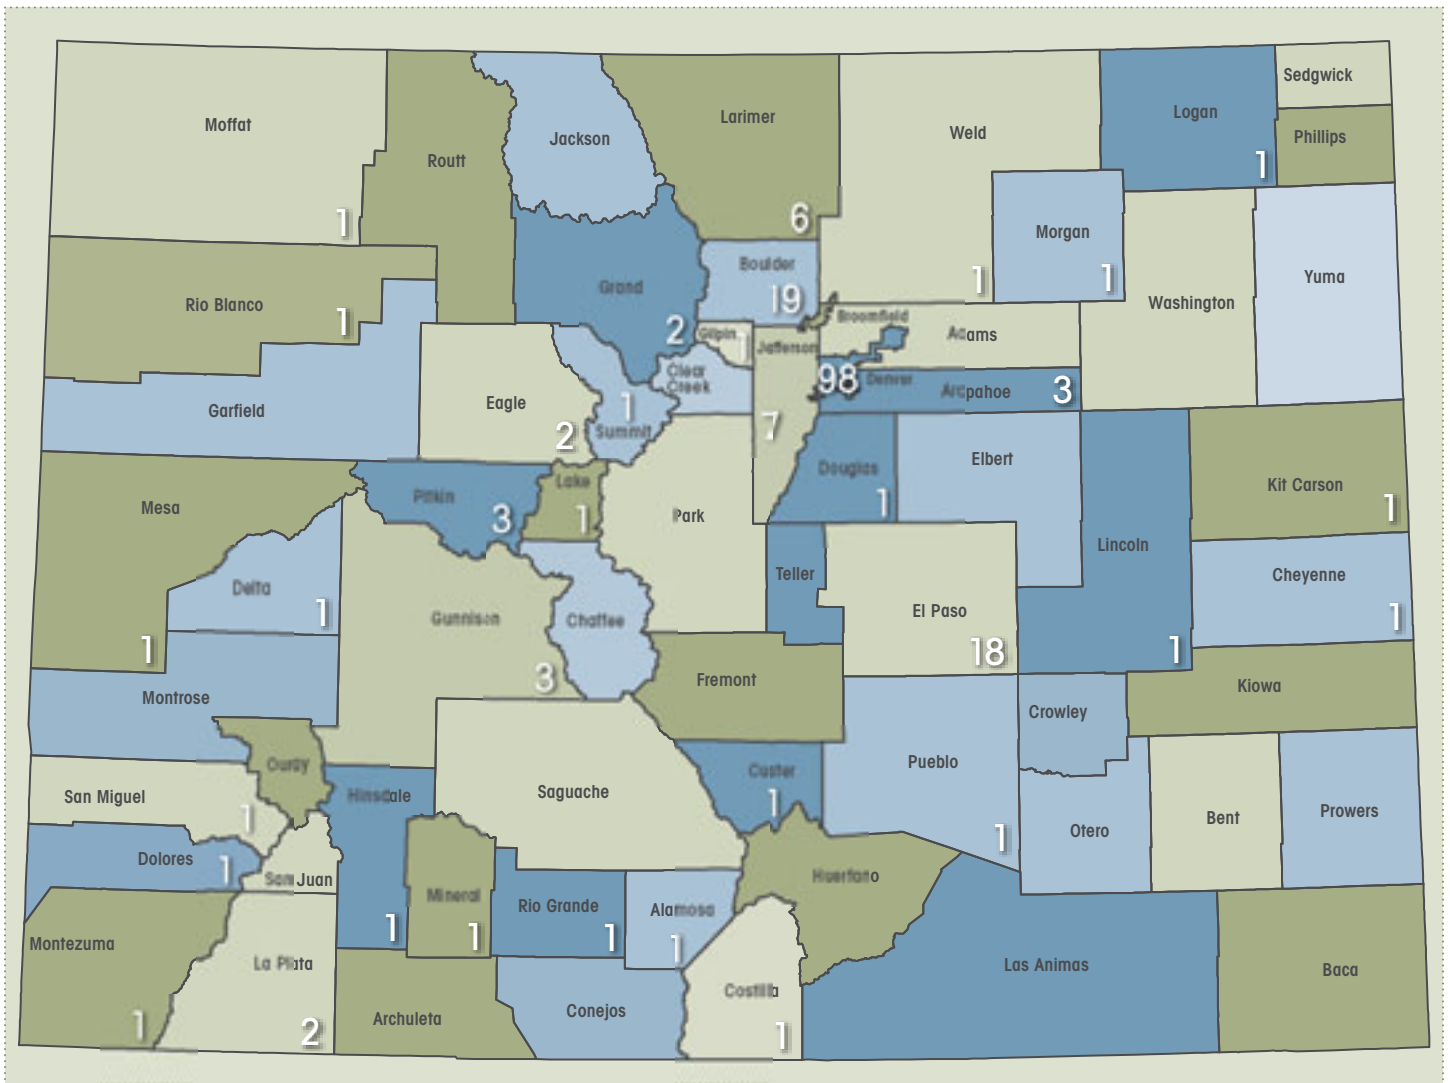 Sedgwick
Moffat
Routt
Jackson
Larimer
Weld
Logan
Phillips
1
6
1
1
Morgan
1
Washington
Yuma
Rio Blanco
1
Grand
2
Boulder
19
Gilpin
1
Jefferson
7
Broomfield
Adams
98
Denver
Arapahoe
3
Garfield
Eagle
2
1
Summit
Clear
Creek
Douglas
1
Elbert
Kit Carson
1
Mesa
1
Pitkin
3
Lake
1
Park
Lincoln
1
Delta
1
Gunnison
3
Chaffee
Teller
El Paso
18
Cheyenne
1
Montrose
Fremont
Crowley
Kiowa
Ouray
San Miguel
1
Hinsdale
1
Saguache
Custer
1
Pueblo
1
Otero
Bent
Prowers
Dolores
1
San Juan
Mineral
1
Rio Grande
1
Alamosa
1
Huerfano
Montezuma
1
La Plata
2
Archuleta
Conejos
Costilla
1
Las Animas
Baca